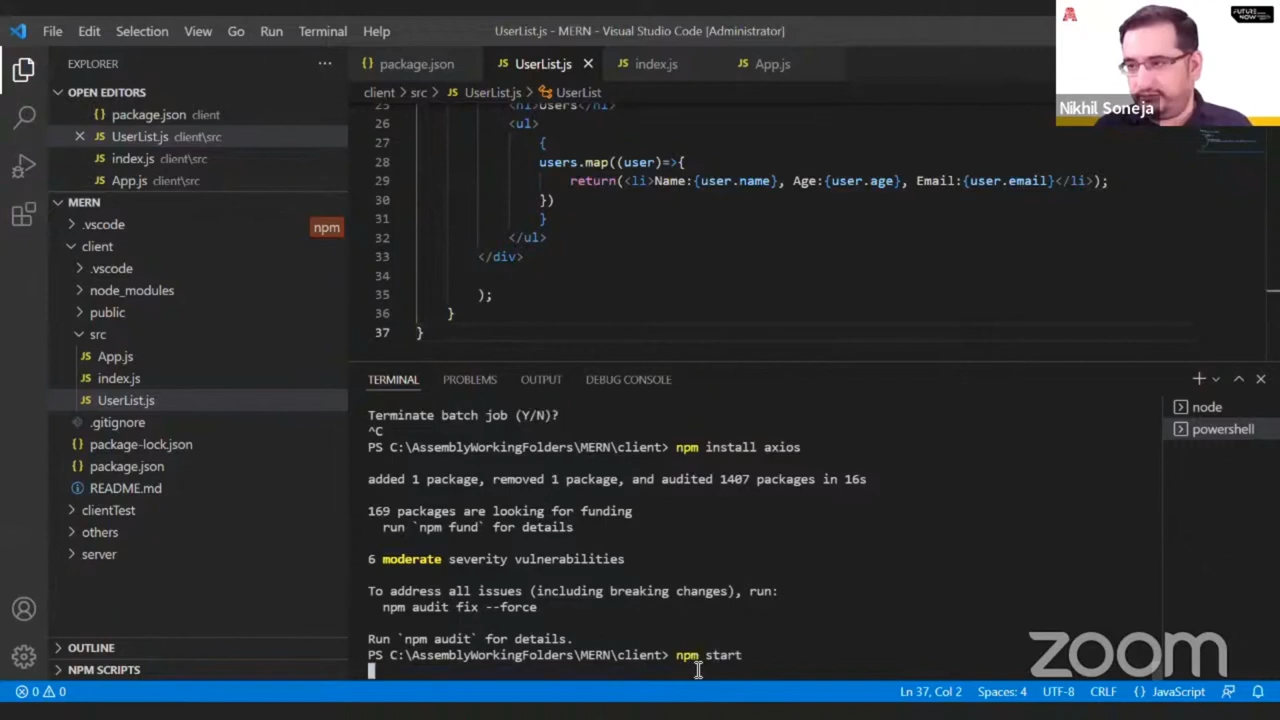 File Edit Selection View Go Run Terminal Help
UserList.js - MERN - Visual Studio Code [Administrator]
FUTURE NOW
Nikhil Soneja
EXPLORER
OPEN EDITORS
package.json client
UserList.js client\src
index.js client\src
App.js client\src
MERN
.vscode
npm
client
.vscode
node_modules
public
src
App.js
index.js
UserList.js
.gitignore
package-lock.json
package.json
README.md
clientTest
others
server
OUTLINE
NPM SCRIPTS
package.json UserList.js index.js App.js
client > src > UserList.js > UserList
25 <h1>Users</h1>
26 <ul>
27 {
28 users.map((user)=>{
29 return(<li>Name:{user.name}, Age:{user.age}, Email:{user.email}</li>);
30 })
31 }
32 </ul>
33 </div>
34
35 );
36 }
37 }
TERMINAL PROBLEMS OUTPUT DEBUG CONSOLE
node
powershell
Terminate batch job (Y/N)?
^C
PS C:\AssemblyWorkingFolders\MERN\client> npm install axios
added 1 package, removed 1 package, and audited 1407 packages in 16s
169 packages are looking for funding
run `npm fund` for details
6 moderate severity vulnerabilities
To address all issues (including breaking changes), run:
npm audit fix --force
Run `npm audit` for details.
PS C:\AssemblyWorkingFolders\MERN\client> npm start
zoom
0 0
Ln 37, Col 2 Spaces: 4 UTF-8 CRLF {} JavaScript